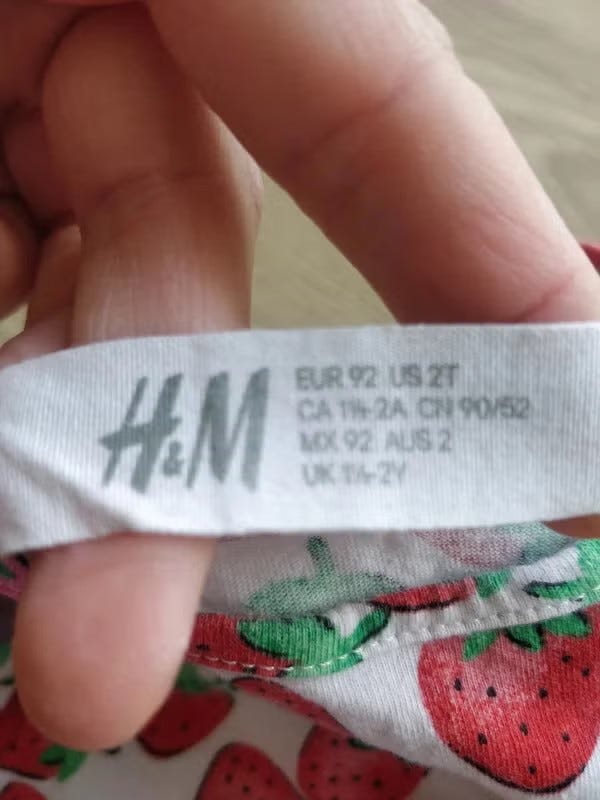 H&M
EUR 92 US 2T
CA 1½-2A CN 90/52
MX 92 AUS 2
UK 1½-2Y